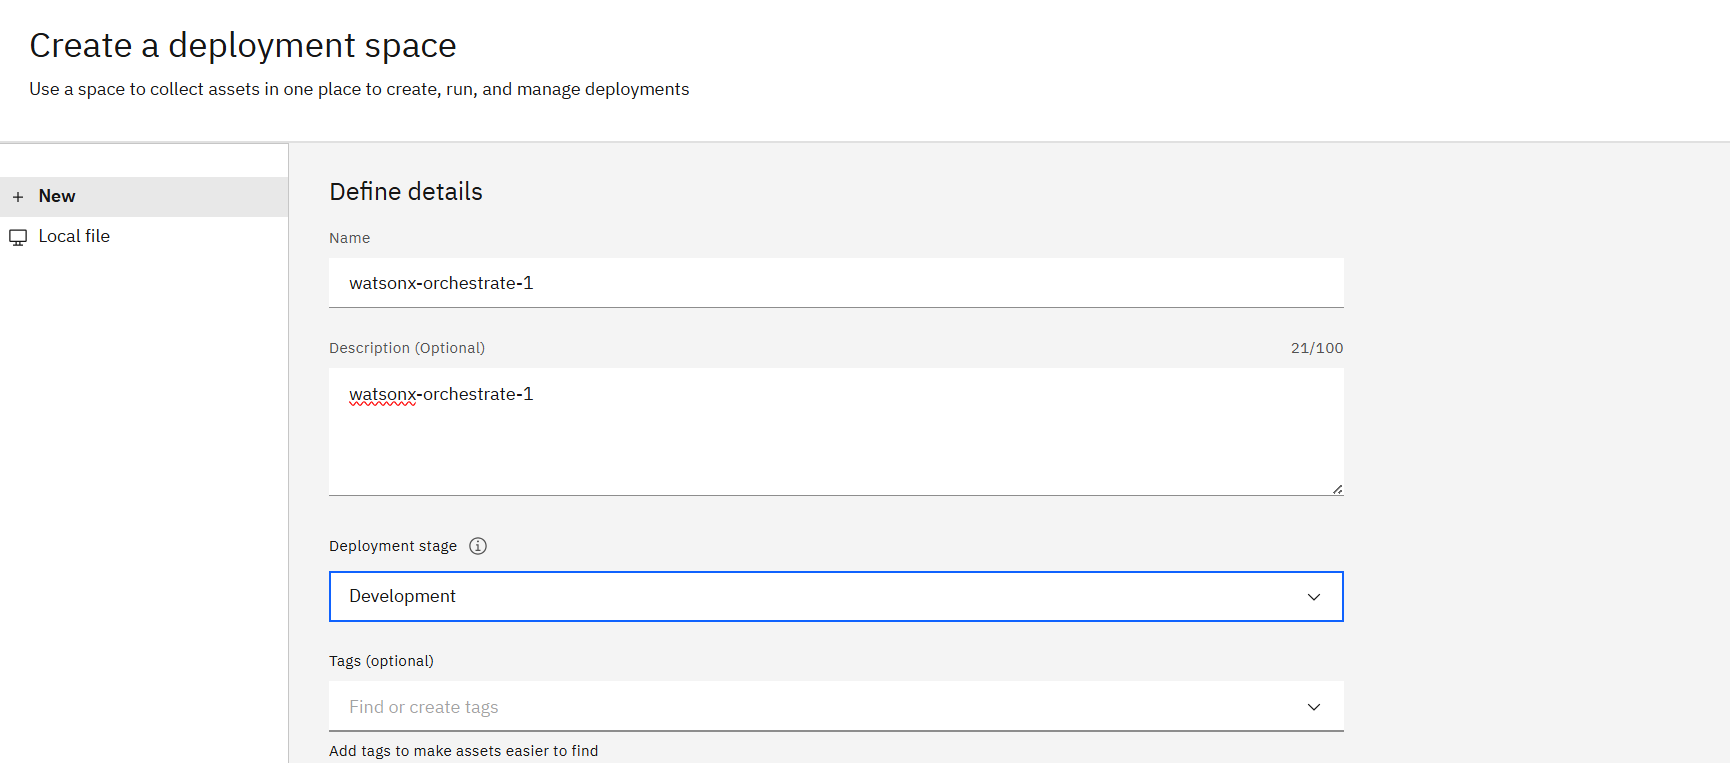 Create a deployment space
Use a space to collect assets in one place to create, run, and manage deployments
New
Local file
Define details
Name
watsonx-orchestrate-1
Description (Optional) 21/100
watsonx-orchestrate-1
Deployment stage
Development
Tags (optional)
Find or create tags
Add tags to make assets easier to find